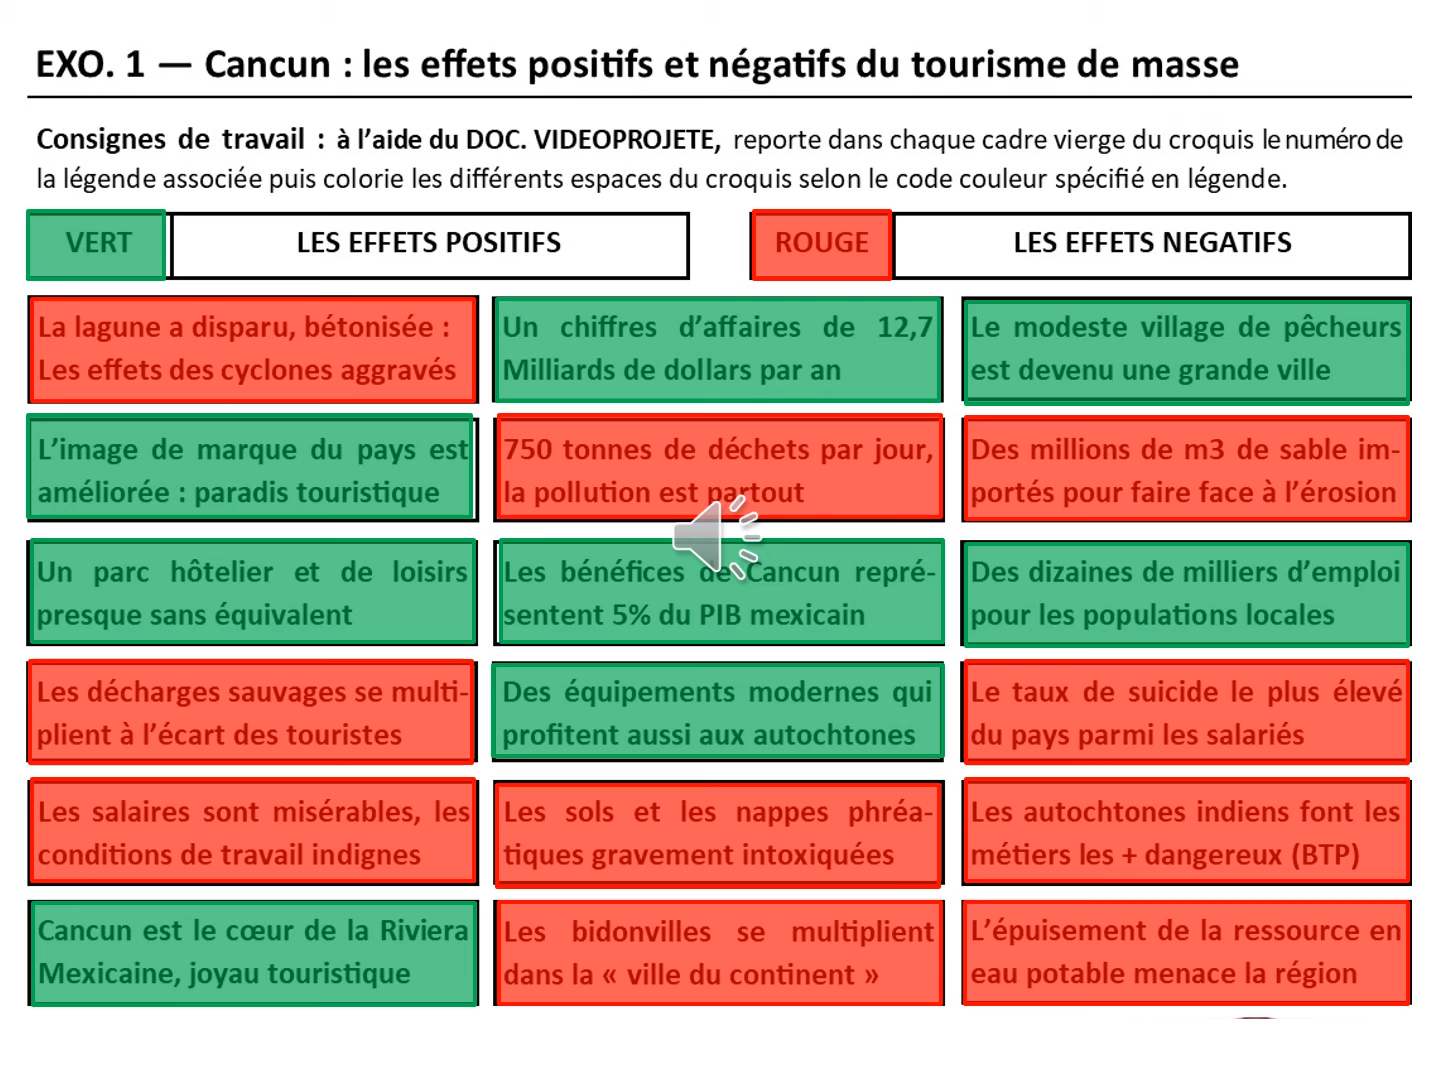 EXO. 1 — Cancun : les effets positifs et négatifs du tourisme de masse
Consignes de travail : à l’aide du DOC. VIDEOPROJETE, reporte dans chaque cadre vierge du croquis le numéro de
la légende associée puis colorie les différents espaces du croquis selon le code couleur spécifié en légende.
VERT
LES EFFETS POSITIFS
ROUGE
LES EFFETS NEGATIFS
La lagune a disparu, bétonisée :
Les effets des cyclones aggravés
Un chiffres d’affaires de 12,7
Milliards de dollars par an
Le modeste village de pêcheurs
est devenu une grande ville
L’image de marque du pays est
améliorée : paradis touristique
750 tonnes de déchets par jour,
la pollution est partout
Des millions de m3 de sable im-
portés pour faire face à l’érosion
Un parc hôtelier et de loisirs
presque sans équivalent
Les bénéfices de Cancun repré-
sentent 5% du PIB mexicain
Des dizaines de milliers d’emploi
pour les populations locales
Les décharges sauvages se multi-
plient à l’écart des touristes
Des équipements modernes qui
profitent aussi aux autochtones
Le taux de suicide le plus élevé
du pays parmi les salariés
Les salaires sont misérables, les
conditions de travail indignes
Les sols et les nappes phréa-
tiques gravement intoxiquées
Les autochtones indiens font les
métiers les + dangereux (BTP)
Cancun est le cœur de la Riviera
Mexicaine, joyau touristique
Les bidonvilles se multiplient
dans la « ville du continent »
L’épuisement de la ressource en
eau potable menace la région